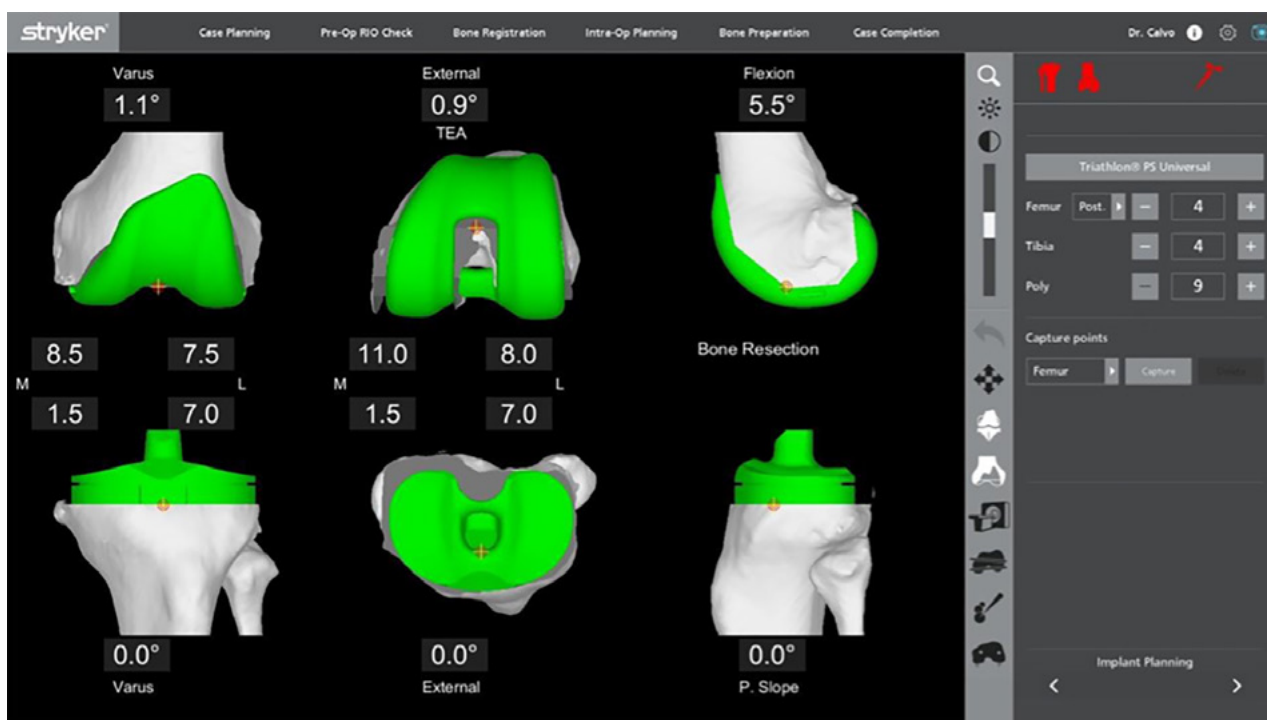 stryker
Case Planning
Pre-Op RIO Check
Bone Registration
Intra-Op Planning
Bone Preparation
Case Completion
Dr. Calvo
Varus
1.1°
External
0.9°
TEA
Flexion
5.5°
8.5 7.5
M L
1.5 7.0
11.0 8.0
M L
1.5 7.0
Bone Resection
0.0°
Varus
0.0°
External
0.0°
P. Slope
Triathlon® PS Universal
Femur Post. − 4 +
Tibia − 4 +
Poly − 9 +
Capture points
Femur Capture
Implant Planning